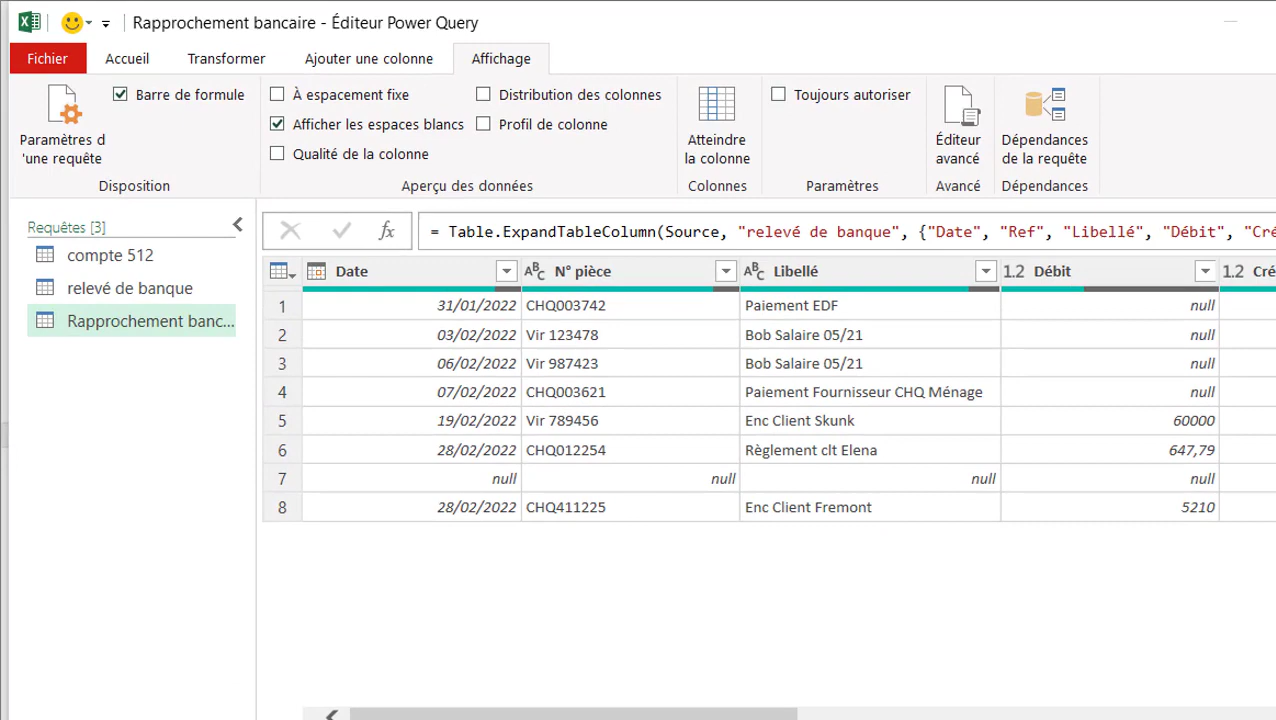 Rapprochement bancaire - Éditeur Power Query
Fichier Accueil Transformer Ajouter une colonne Affichage
Paramètres d
'une requête
Barre de formule
Disposition
À espacement fixe
Afficher les espaces blancs
Qualité de la colonne
Distribution des colonnes
Profil de colonne
Aperçu des données
Atteindre
la colonne
Colonnes
Toujours autoriser
Paramètres
Éditeur
avancé
Avancé
Dépendances
de la requête
Dépendances
Requêtes [3]
compte 512
relevé de banque
Rapprochement banc...
fx = Table.ExpandTableColumn(Source, "relevé de banque", {"Date", "Ref", "Libellé", "Débit", "Cré
Date ABC N° pièce ABC Libellé 1.2 Débit 1.2 Cré
1 31/01/2022 CHQ003742 Paiement EDF null
2 03/02/2022 Vir 123478 Bob Salaire 05/21 null
3 06/02/2022 Vir 987423 Bob Salaire 05/21 null
4 07/02/2022 CHQ003621 Paiement Fournisseur CHQ Ménage null
5 19/02/2022 Vir 789456 Enc Client Skunk 60000
6 28/02/2022 CHQ012254 Règlement clt Elena 647,79
7 null null null null
8 28/02/2022 CHQ411225 Enc Client Fremont 5210